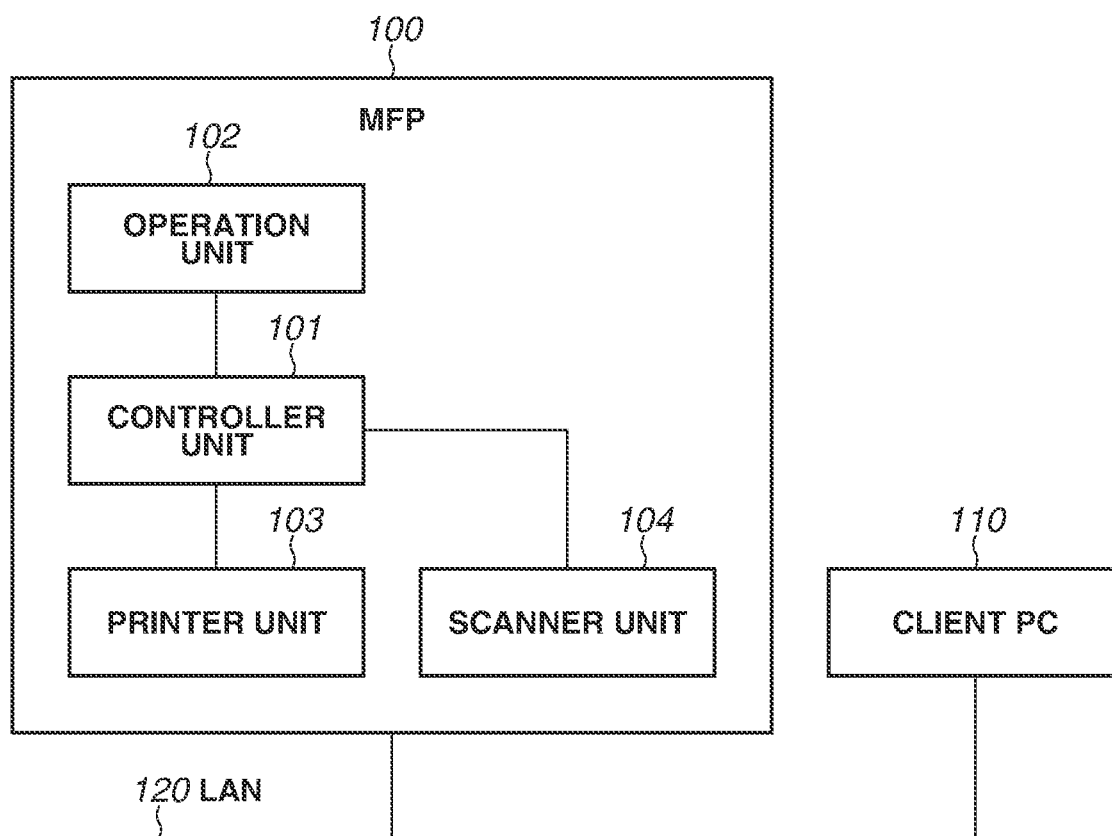 100
MFP
102
OPERATION
UNIT
101
CONTROLLER
UNIT
103
PRINTER UNIT
104
SCANNER UNIT
110
CLIENT PC
120 LAN